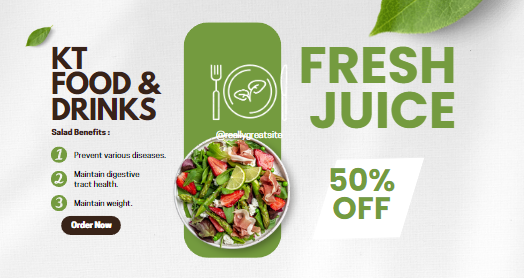 KT
FOOD &
DRINKS
Salad Benefits :
1 Prevent various diseases.
2 Maintain digestive
tract health.
3 Maintain weight.
Order Now
@reallygreatsite
FRESH
JUICE
50%
OFF